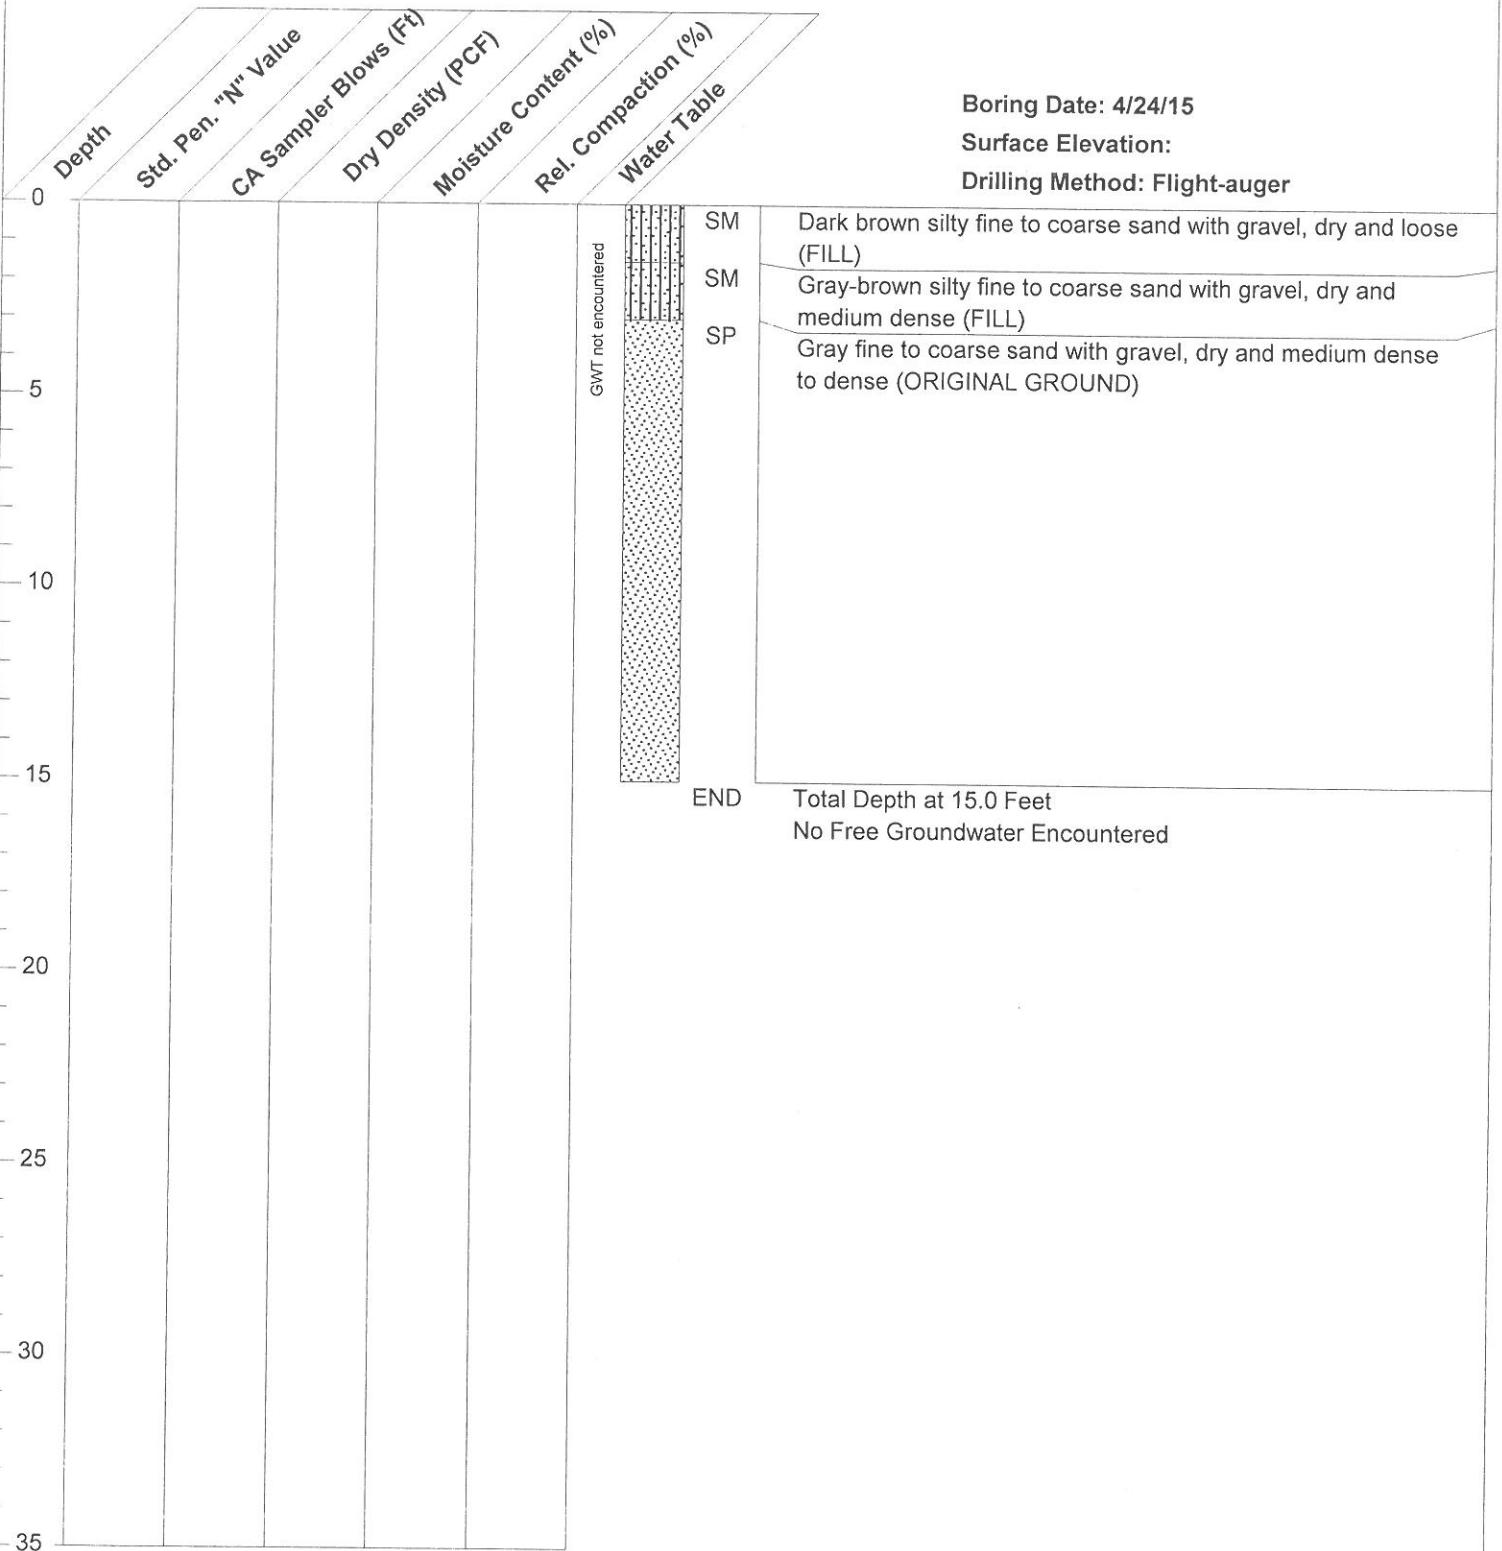 Depth
Std. Pen. "N" Value
CA Sampler Blows (Ft)
Dry Density (PCF)
Moisture Content (%)
Rel. Compaction (%)
Water Table
Boring Date: 4/24/15
Surface Elevation:
Drilling Method: Flight-auger
0
GWT not encountered
SM
Dark brown silty fine to coarse sand with gravel, dry and loose
(FILL)
SM
Gray-brown silty fine to coarse sand with gravel, dry and
medium dense (FILL)
SP
Gray fine to coarse sand with gravel, dry and medium dense
to dense (ORIGINAL GROUND)
5
10
15
END
Total Depth at 15.0 Feet
No Free Groundwater Encountered
20
25
30
35